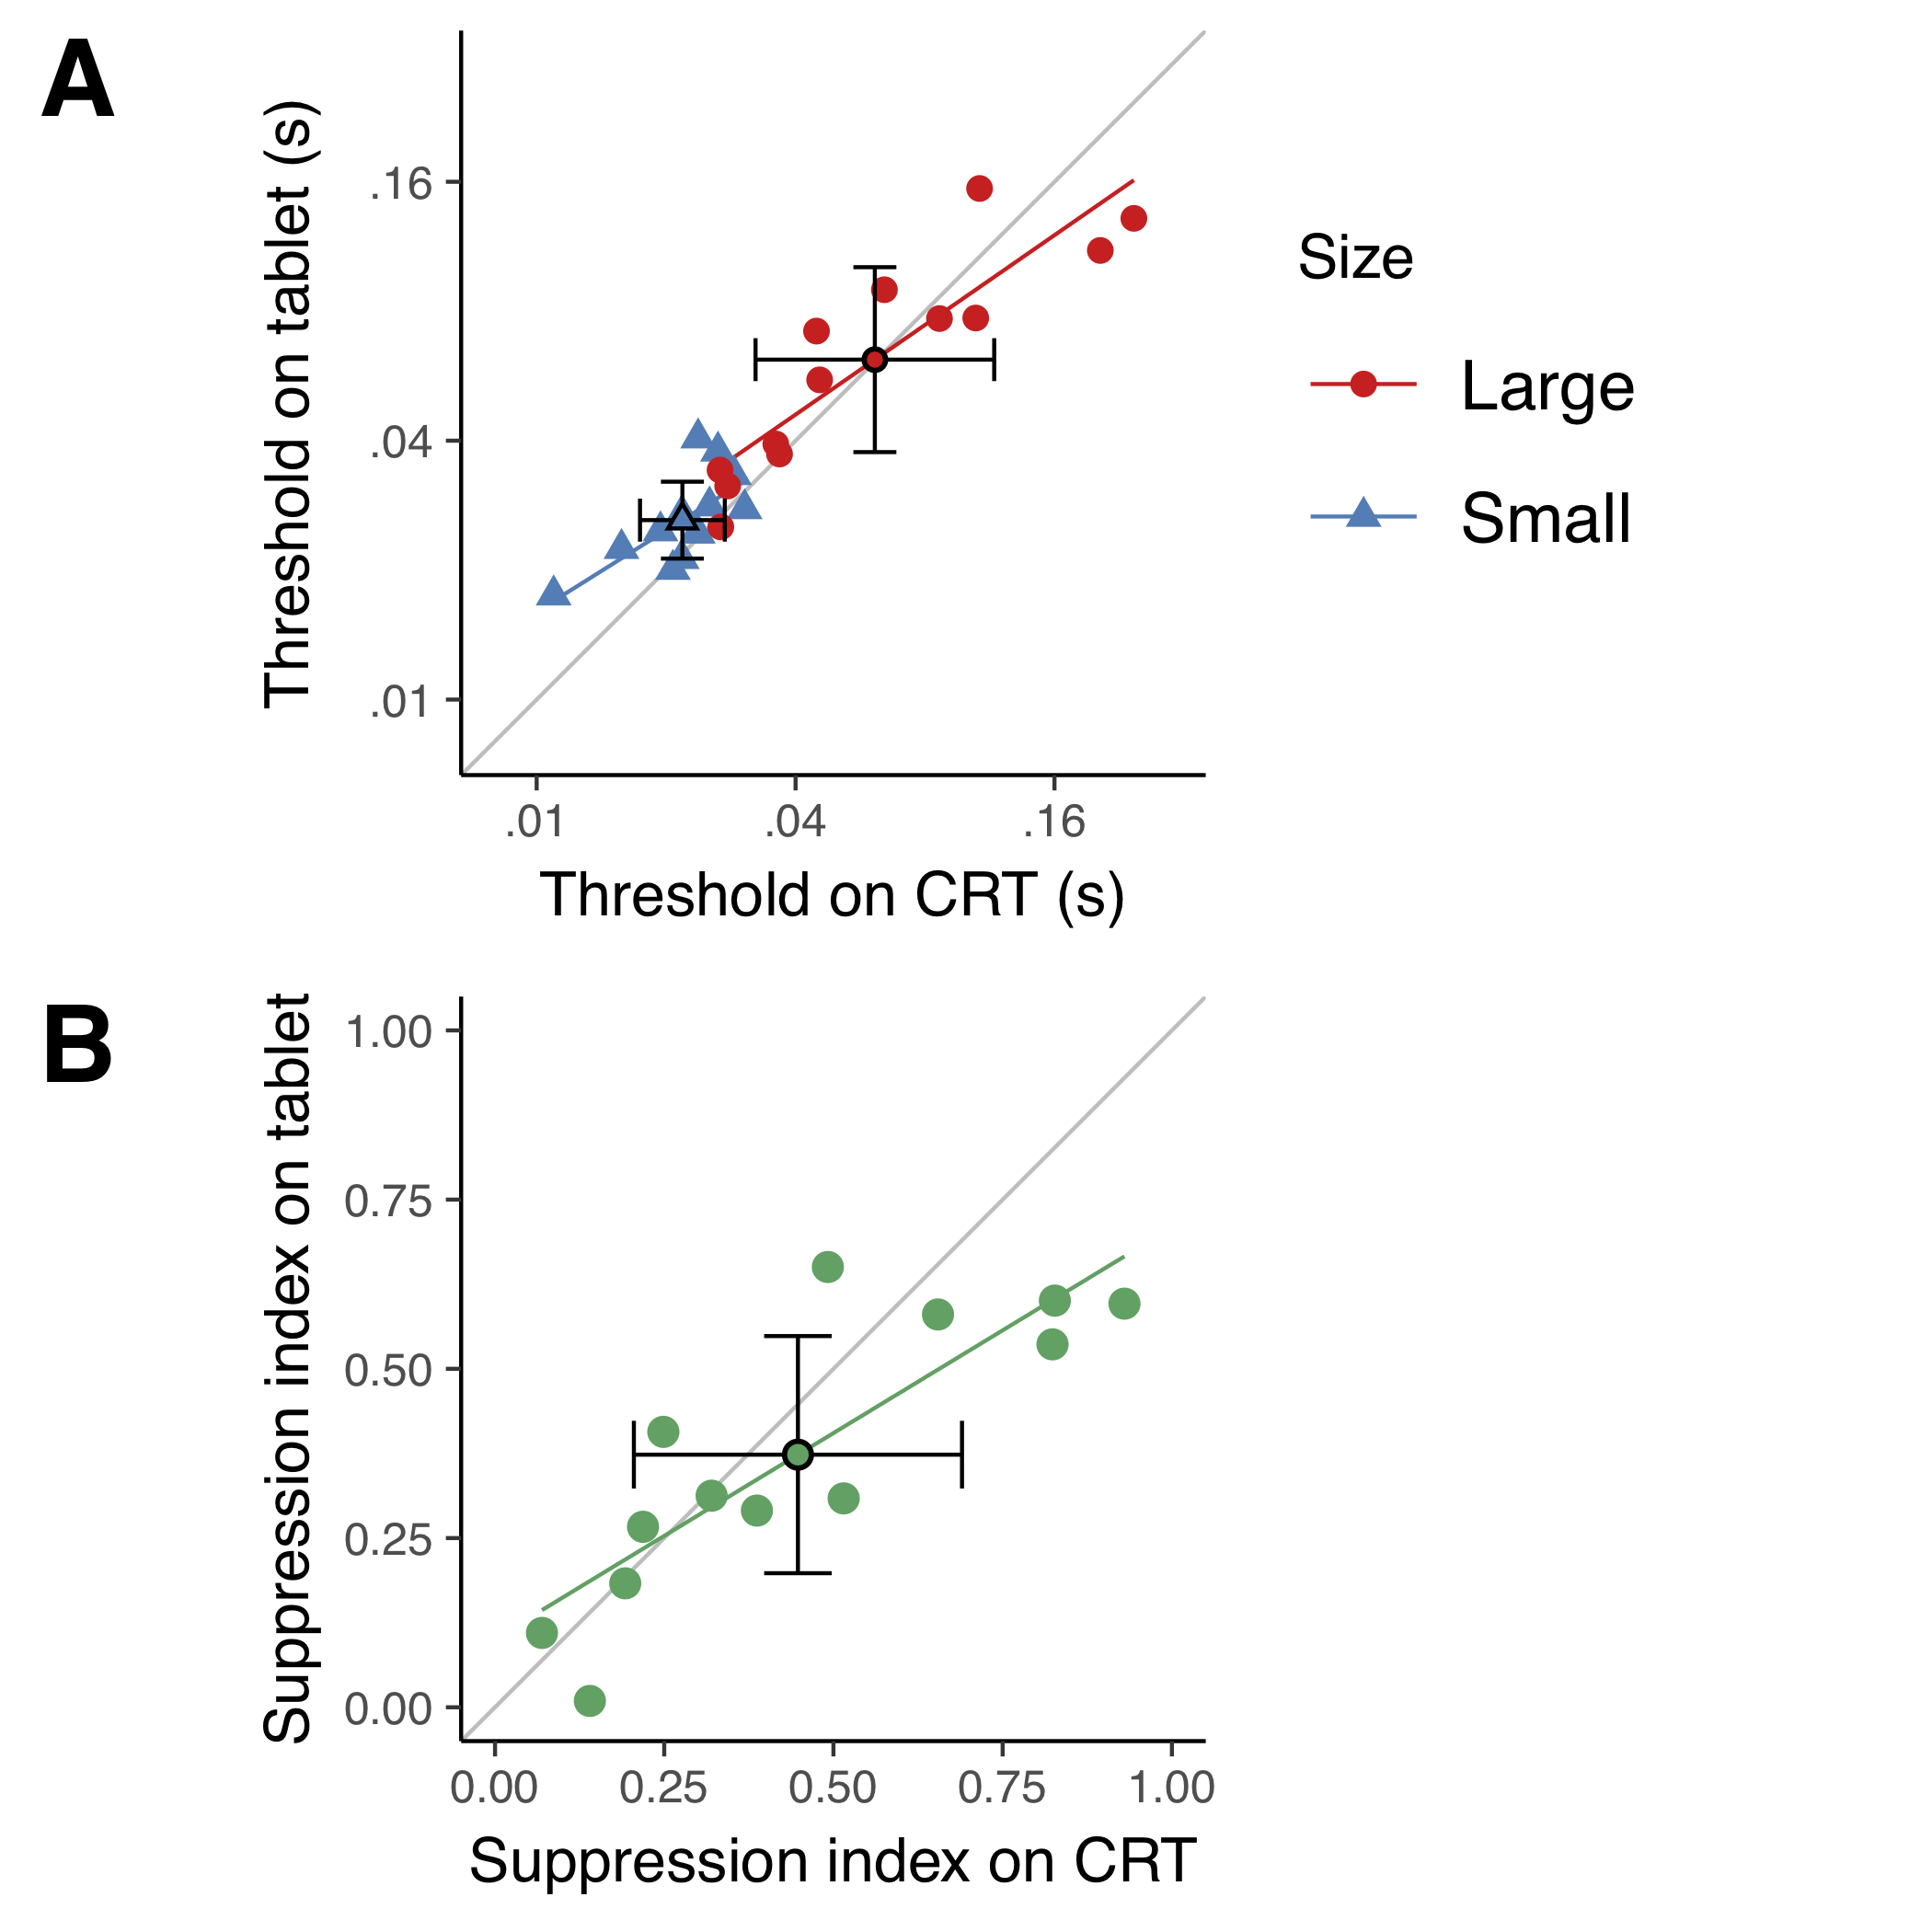 A
Threshold on tablet (s)
.16
.04
.01
.01 .04 .16
Threshold on CRT (s)
Size
Large
Small
B
Suppression index on tablet
1.00
0.75
0.50
0.25
0.00
0.00 0.25 0.50 0.75 1.00
Suppression index on CRT